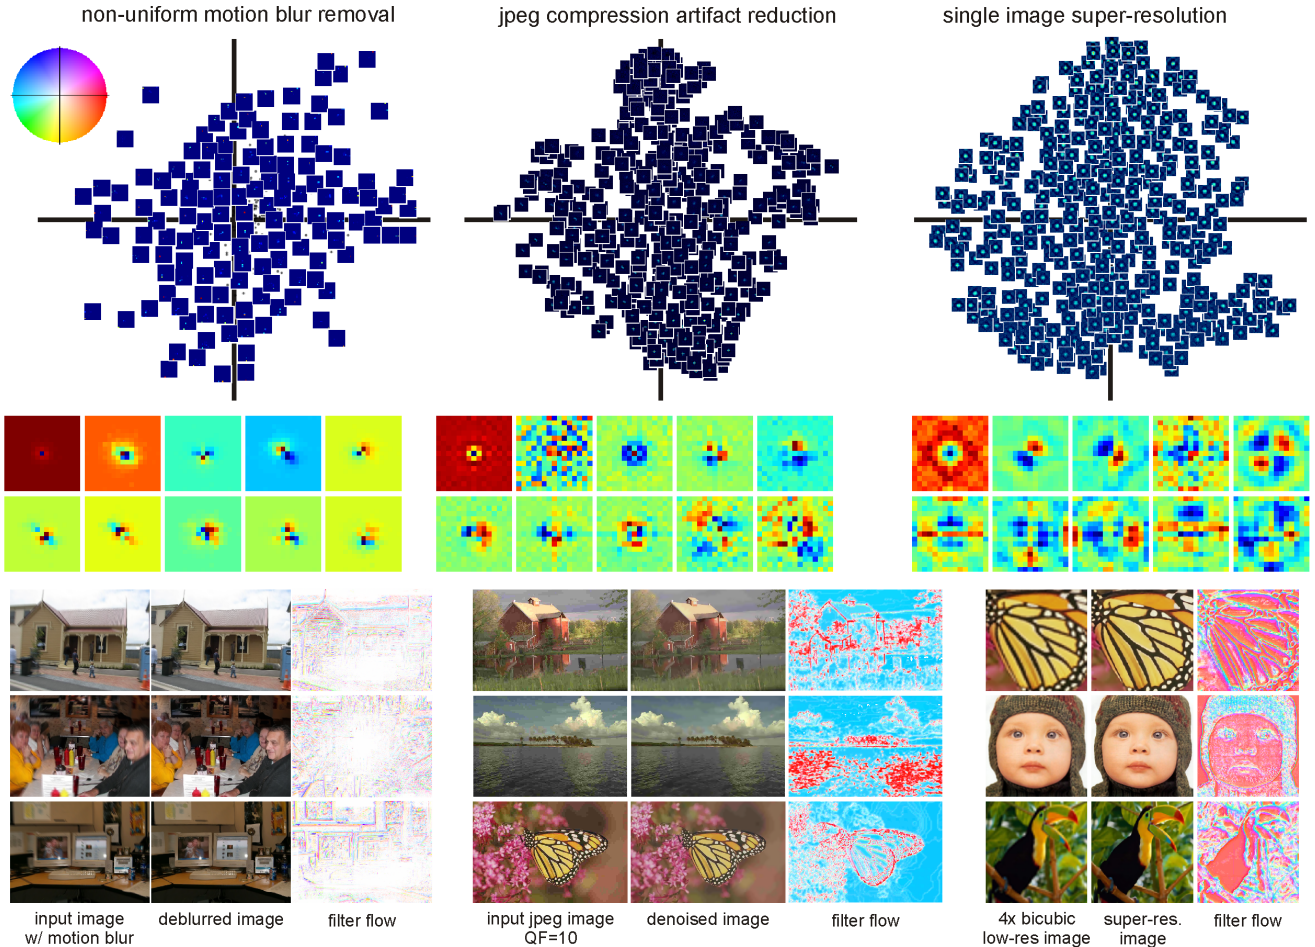 non-uniform motion blur removal
jpeg compression artifact reduction
single image super-resolution
input image
w/ motion blur
deblurred image
filter flow
input jpeg image
QF=10
denoised image
filter flow
4x bicubic
low-res image
super-res.
image
filter flow